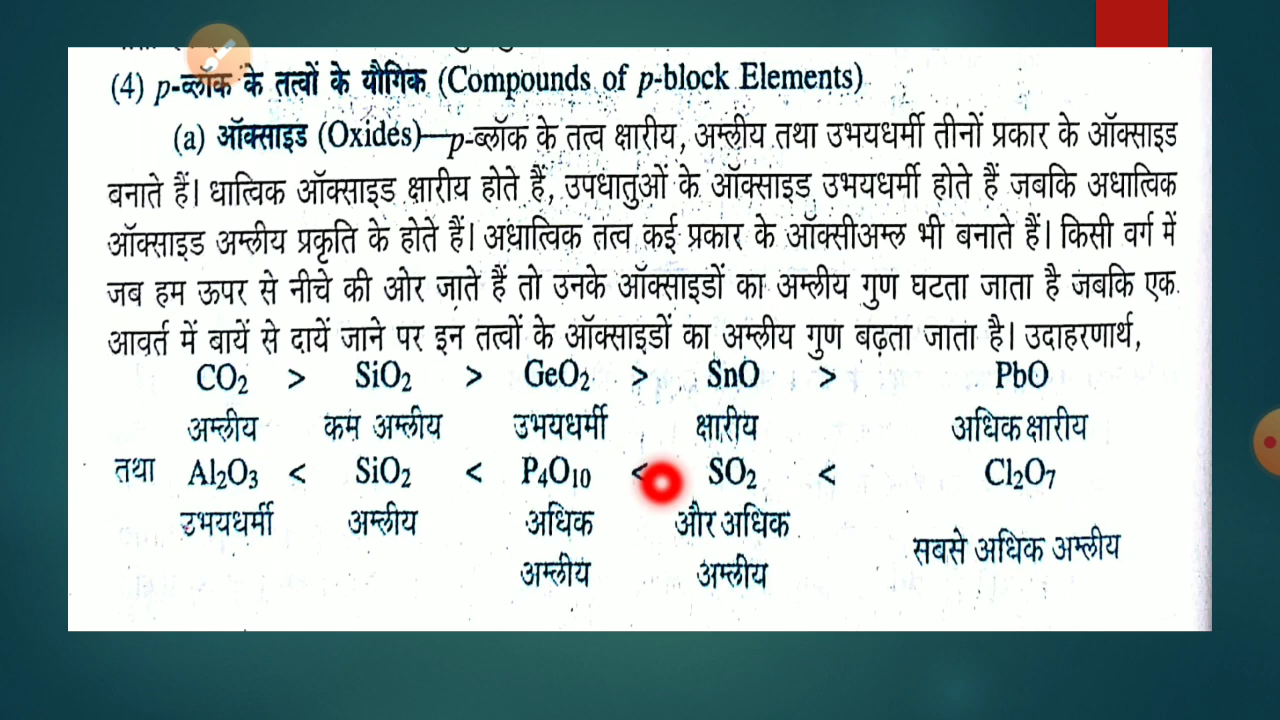 (4) p-ब्लॉक के तत्वों के यौगिक (Compounds of p-block Elements)
(a) ऑक्साइड (Oxides)—p-ब्लॉक के तत्व क्षारीय, अम्लीय तथा उभयधर्मी तीनों प्रकार के ऑक्साइड
बनाते हैं। धात्विक ऑक्साइड क्षारीय होते हैं, उपधातुओं के ऑक्साइड उभयधर्मी होते हैं जबकि अधात्विक
ऑक्साइड अम्लीय प्रकृति के होते हैं। अधात्विक तत्व कई प्रकार के ऑक्सीअम्ल भी बनाते हैं। किसी वर्ग में
जब हम ऊपर से नीचे की ओर जाते हैं तो उनके ऑक्साइडों का अम्लीय गुण घटता जाता है जबकि एक
आवर्त में बायें से दायें जाने पर इन तत्वों के ऑक्साइडों का अम्लीय गुण बढ़ता जाता है। उदाहरणार्थ,
CO₂ > SiO₂ > GeO₂ > SnO > PbO
अम्लीय कम अम्लीय उभयधर्मी क्षारीय अधिक क्षारीय
तथा Al₂O₃ < SiO₂ < P₄O₁₀ < SO₂ < Cl₂O₇
उभयधर्मी अम्लीय अधिक और अधिक
सबसे अधिक अम्लीय
अम्लीय अम्लीय